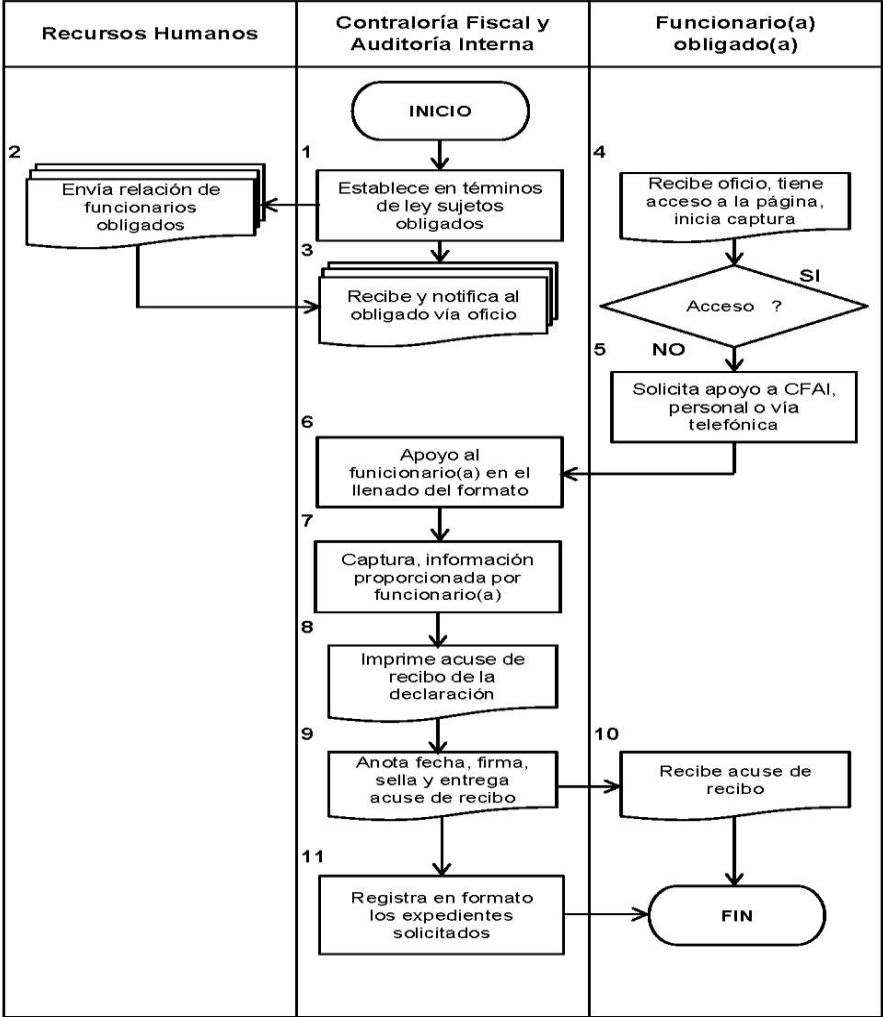 Recursos Humanos
Contraloría Fiscal y
Auditoría Interna
Funcionario(a)
obligado(a)
INICIO
1
Establece en términos
de ley sujetos
obligados
2
Envía relación de
funcionarios
obligados
3
Recibe y notifica al
obligado vía oficio
4
Recibe oficio, tiene
acceso a la página,
inicia captura
SI
Acceso ?
NO
5
Solicita apoyo a CFAI,
personal o vía
telefónica
6
Apoyo al
funicionario(a) en el
llenado del formato
7
Captura, información
proporcionada por
funcionario(a)
8
Imprime acuse de
recibo de la
declaración
9
Anota fecha, firma,
sella y entrega
acuse de recibo
10
Recibe acuse de
recibo
11
Registra en formato
los expedientes
solicitados
FIN